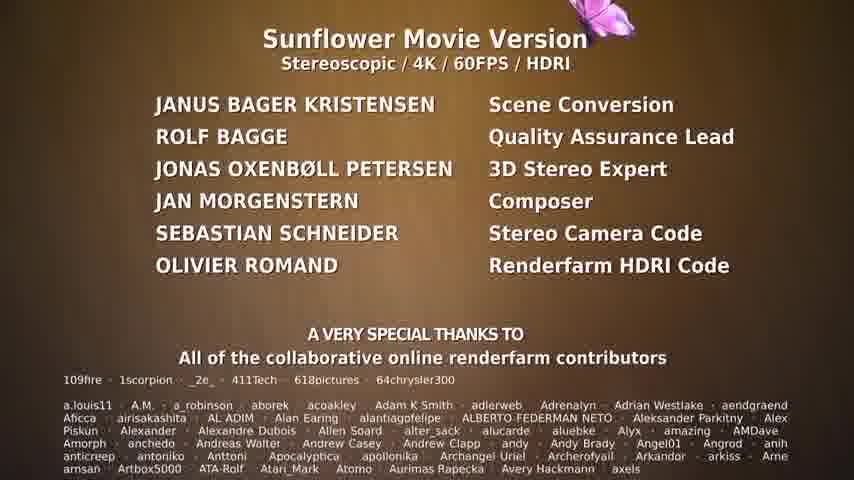 Sunflower Movie Version
Stereoscopic / 4K / 60FPS / HDRI
JANUS BAGER KRISTENSEN Scene Conversion
ROLF BAGGE Quality Assurance Lead
JONAS OXENBØLL PETERSEN 3D Stereo Expert
JAN MORGENSTERN Composer
SEBASTIAN SCHNEIDER Stereo Camera Code
OLIVIER ROMAND Renderfarm HDRI Code
A VERY SPECIAL THANKS TO
All of the collaborative online renderfarm contributors
109fire · 1scorpion · _2e_ · 411Tech · 618pictures · 64chrysler300
a.louis11 · A.M. · a_robinson · aborek · acoakley · Adam K Smith · adlerweb · Adrenalyn · Adrian Westlake · aendgraend
Aficca · airisakashita · AL ADIM · Alan Earing · alantiagofelipe · ALBERTO FEDERMAN NETO · Aleksander Parkitny · Alex
Piskun · Alexander · Alexandre Dubois · Allen Soard · alter_sack · alucarde · aluebke · Alyx · amazing · AMDave
Amorph · anchedo · Andreas Walter · Andrew Casey · Andrew Clapp · andy · Andy Brady · Angel01 · Angrod · anih
anticreep · antoniko · Anttoni · Apocalyptica · apollonika · Archangel Uriel · Archerofyail · Arkandor · arkiss · Arne
arnsan · Artbox5000 · ATA-Rolf · Atari_Mark · Atomo · Aurimas Rapecka · Avery Hackmann · axels